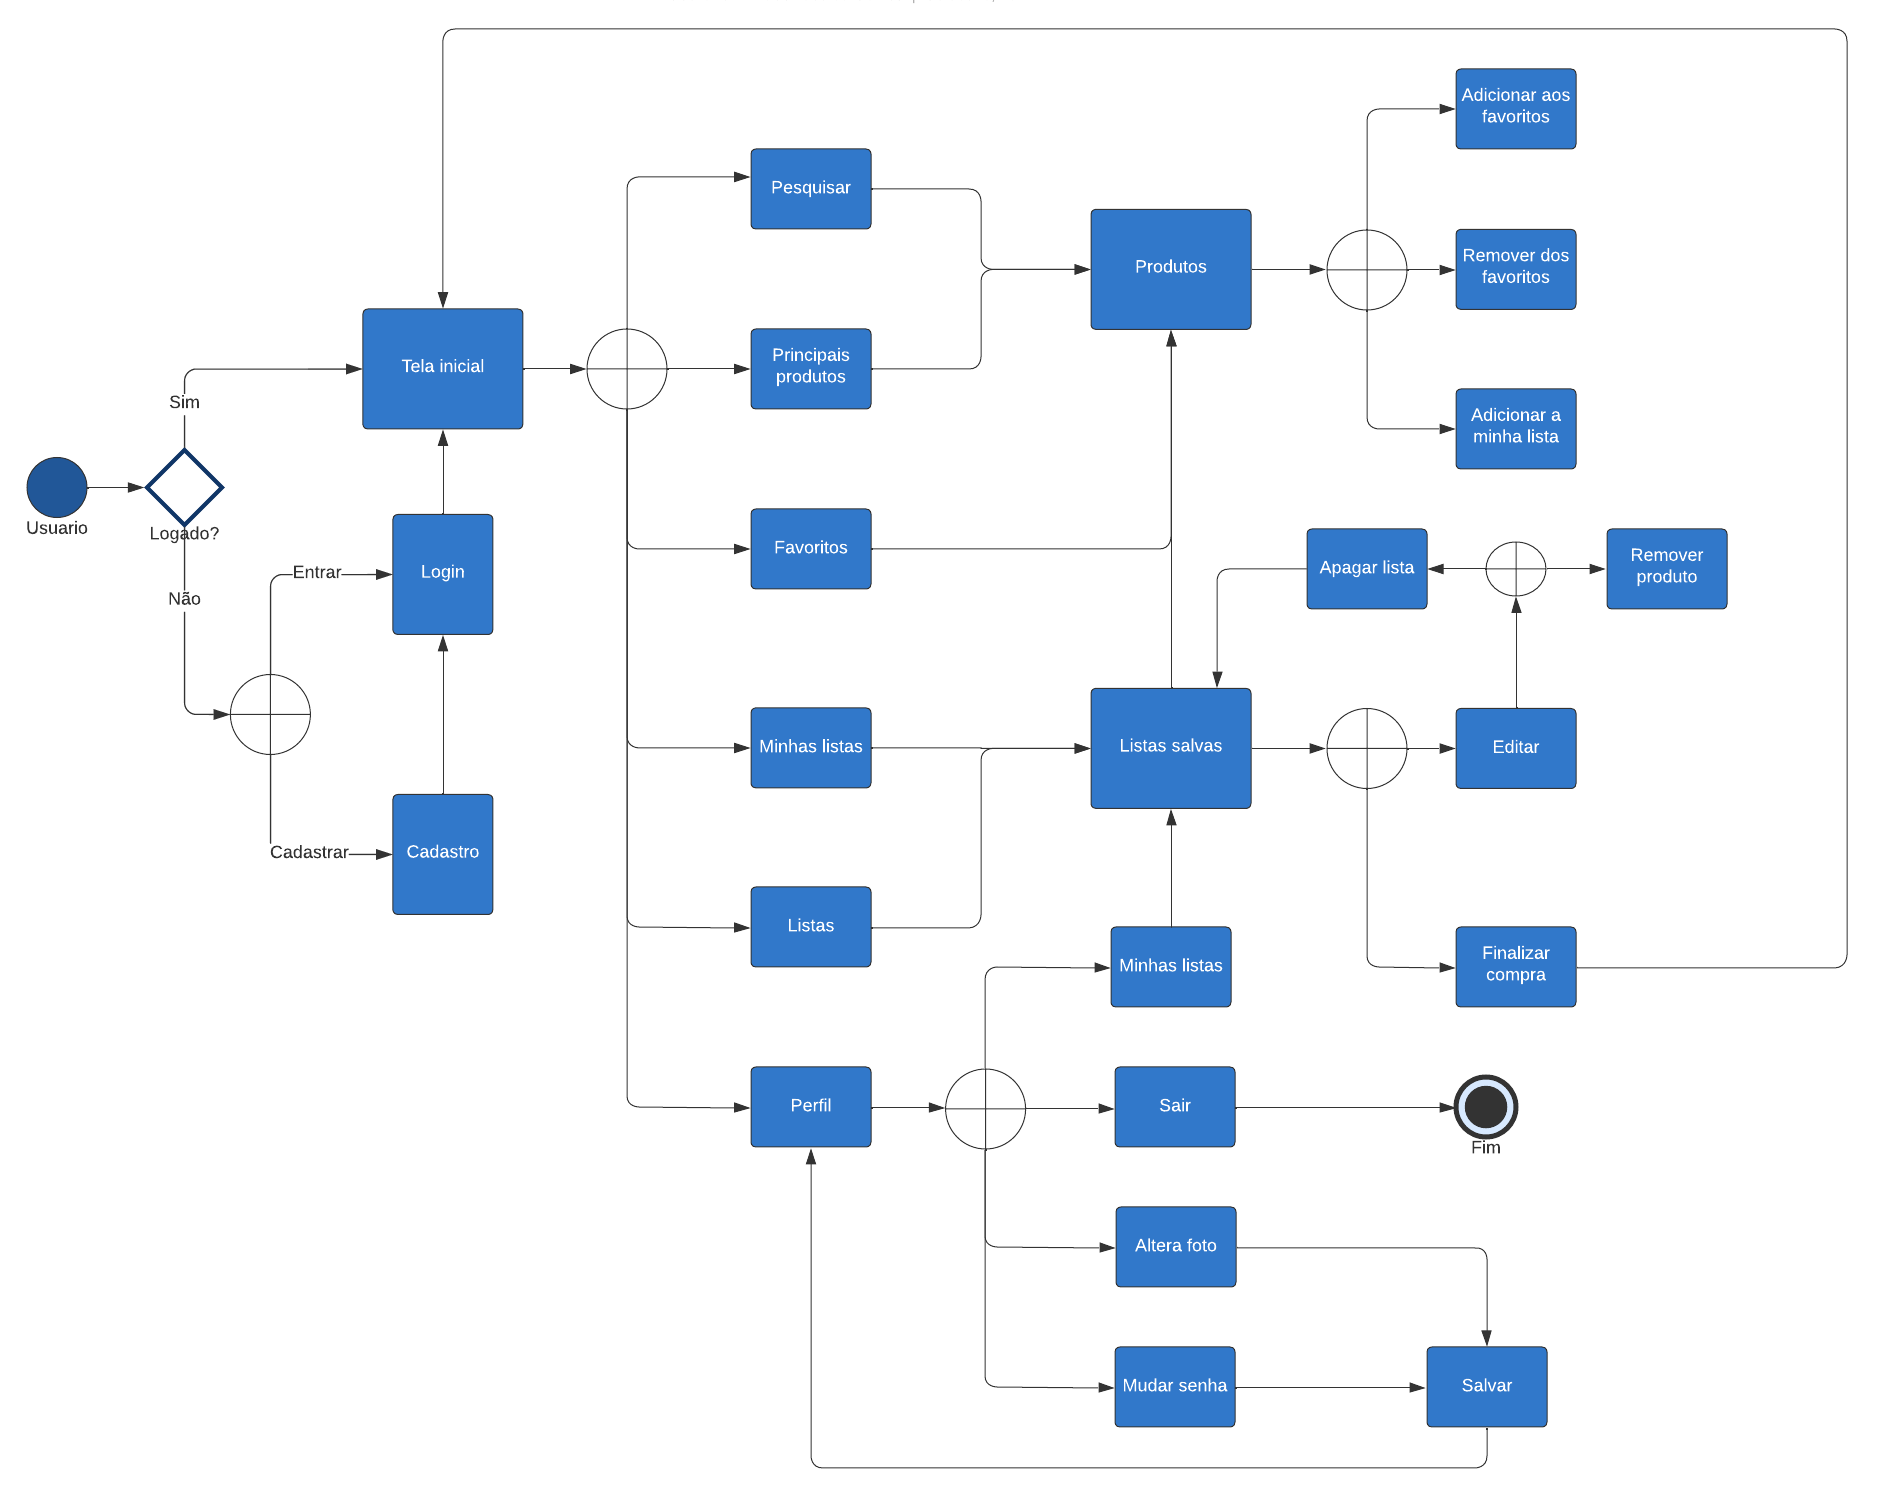 Usuario
Logado?
Sim
Não
Entrar
Cadastrar
Tela inicial
Login
Cadastro
Pesquisar
Principais
produtos
Favoritos
Minhas listas
Listas
Perfil
Produtos
Adicionar aos
favoritos
Remover dos
favoritos
Adicionar a
minha lista
Apagar lista
Remover
produto
Listas salvas
Editar
Finalizar
compra
Minhas listas
Sair
Fim
Altera foto
Mudar senha
Salvar